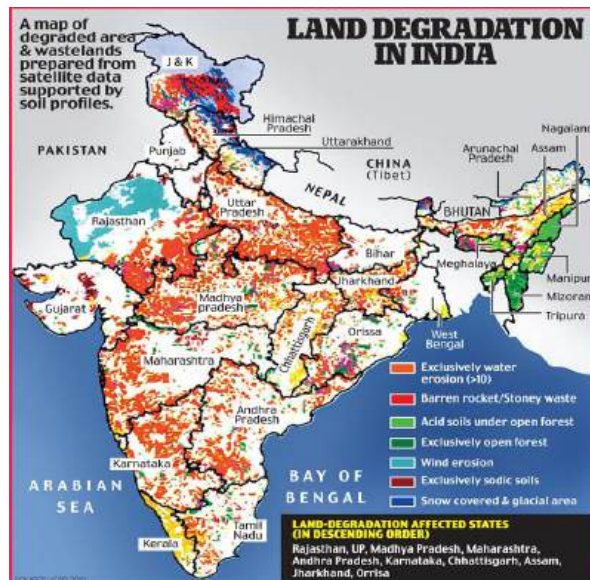 A map of
degraded area
& wastelands
prepared from
satellite data
supported by
soil profiles.
LAND DEGRADATION
IN INDIA
J & K
Himachal
Pradesh
Uttarakhand
Nagaland
Arunachal
Pradesh
Assam
PAKISTAN
Punjab
CHINA
(Tibet)
NEPAL
BHUTAN
Rajasthan
Uttar
Pradesh
Bihar
Meghalaya
Manipur
Mizoram
Tripura
Jharkhand
Gujarat
Madhya
pradesh
Chhattisgarh
West
Bengal
Maharashtra
Orissa
Andhra
Pradesh
Karnataka
Kerala
Tamil
Nadu
ARABIAN
SEA
BAY OF
BENGAL
Exclusively water
erosion (>10)
Barren rocket/Stoney waste
Acid soils under open forest
Exclusively open forest
Wind erosion
Exclusively sodic soils
Snow covered & glacial area
LAND-DEGRADATION AFFECTED STATES
(IN DESCENDING ORDER)
Rajasthan, UP, Madhya Pradesh, Maharashtra,
Andhra Pradesh, Karnataka, Chhattisgarh, Assam,
Jharkhand, Orrisa